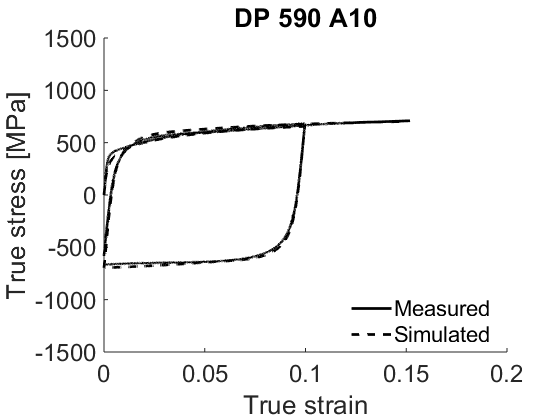 DP 590 A10
1500
1000
500
0
-500
-1000
-1500
True stress [MPa]
Measured
Simulated
0 0.05 0.1 0.15 0.2
True strain